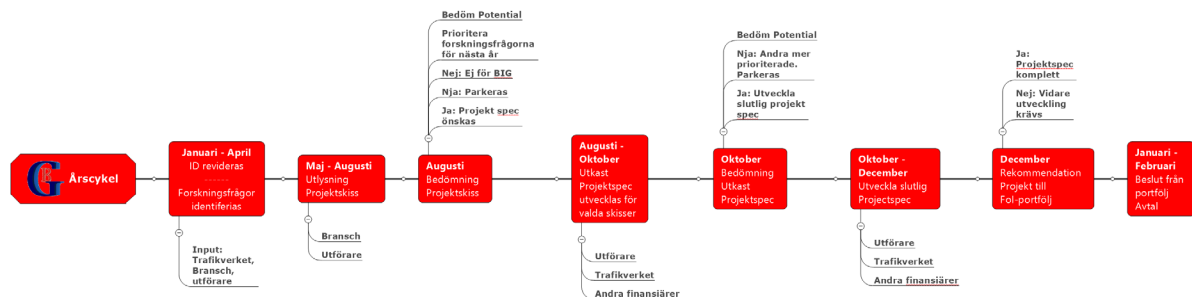 Årscykel
Januari - April
ID revideras
------
Forskningsfrågor
identiferias
Input:
Trafikverket,
Bransch,
utförare
Maj - Augusti
Utlysning
Projektskiss
Bransch
Utförare
Bedöm Potential
Prioritera
forskningsfrågorna
för nästa år
Nej: Ej för BIG
Nja: Parkeras
Ja: Projekt spec
önskas
Augusti
Bedömning
Projektskiss
Augusti -
Oktober
Utkast
Projektspec
utvecklas för
valda skisser
Utförare
Trafikverket
Andra finansiärer
Bedöm Potential
Nja: Andra mer
prioriterade.
Parkeras
Ja: Utveckla
slutlig projekt
spec
Oktober
Bedömning
Utkast
Projektspec
Oktober -
December
Utveckla slutlig
Projectspec
Utförare
Trafikverket
Andra finansiärer
Ja:
Projektspec
komplett
Nej: Vidare
utveckling
krävs
December
Rekommendation
Projekt till
FoI-portfölj
Januari -
Februari
Beslut från
portfölj
Avtal